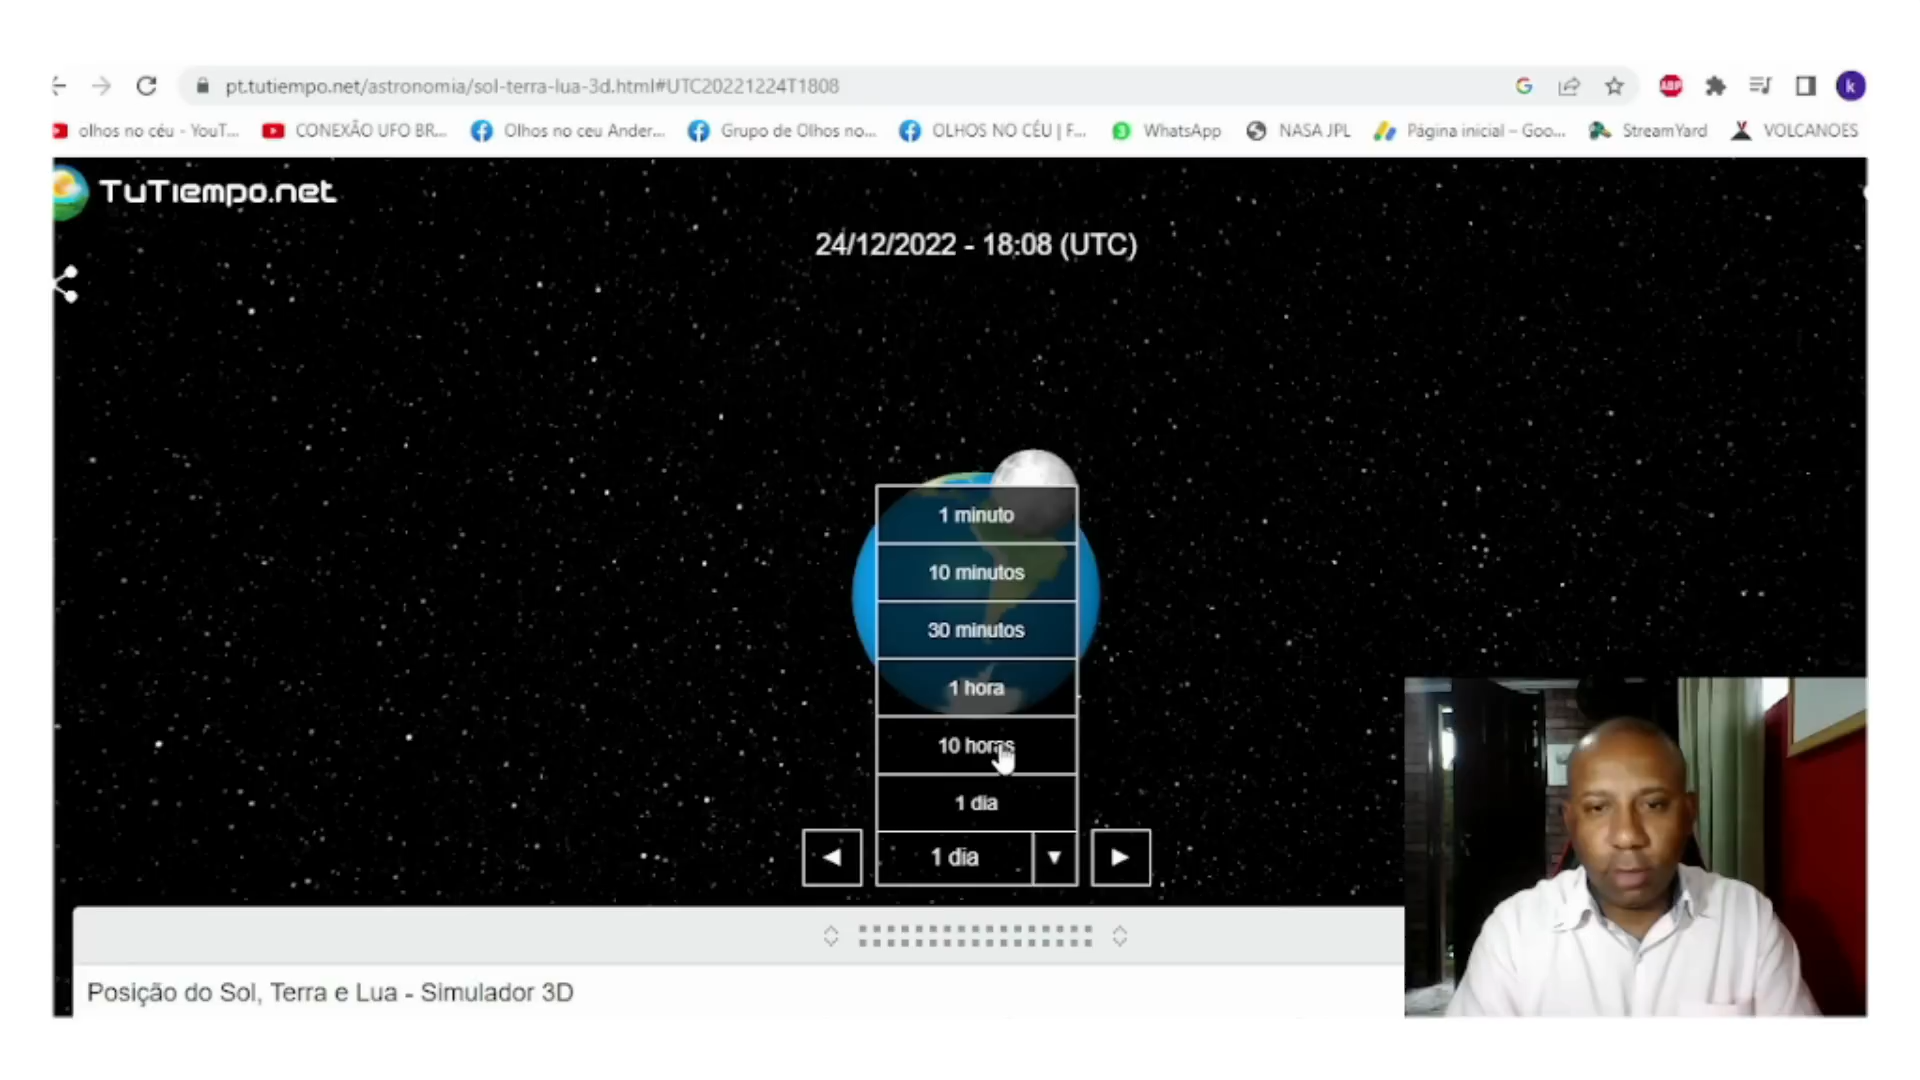 pt.tutiempo.net/astronomia/sol-terra-lua-3d.html#UTC20221224T1808
G
ABP
k
olhos no céu - YouT...
CONEXÃO UFO BR...
Olhos no ceu Ander...
Grupo de Olhos no...
OLHOS NO CÉU | F...
WhatsApp
NASA JPL
Página inicial – Goo...
StreamYard
VOLCANOES
TuTiempo.net
24/12/2022 - 18:08 (UTC)
1 minuto
10 minutos
30 minutos
1 hora
10 horas
1 dia
1 dia
Posição do Sol, Terra e Lua - Simulador 3D